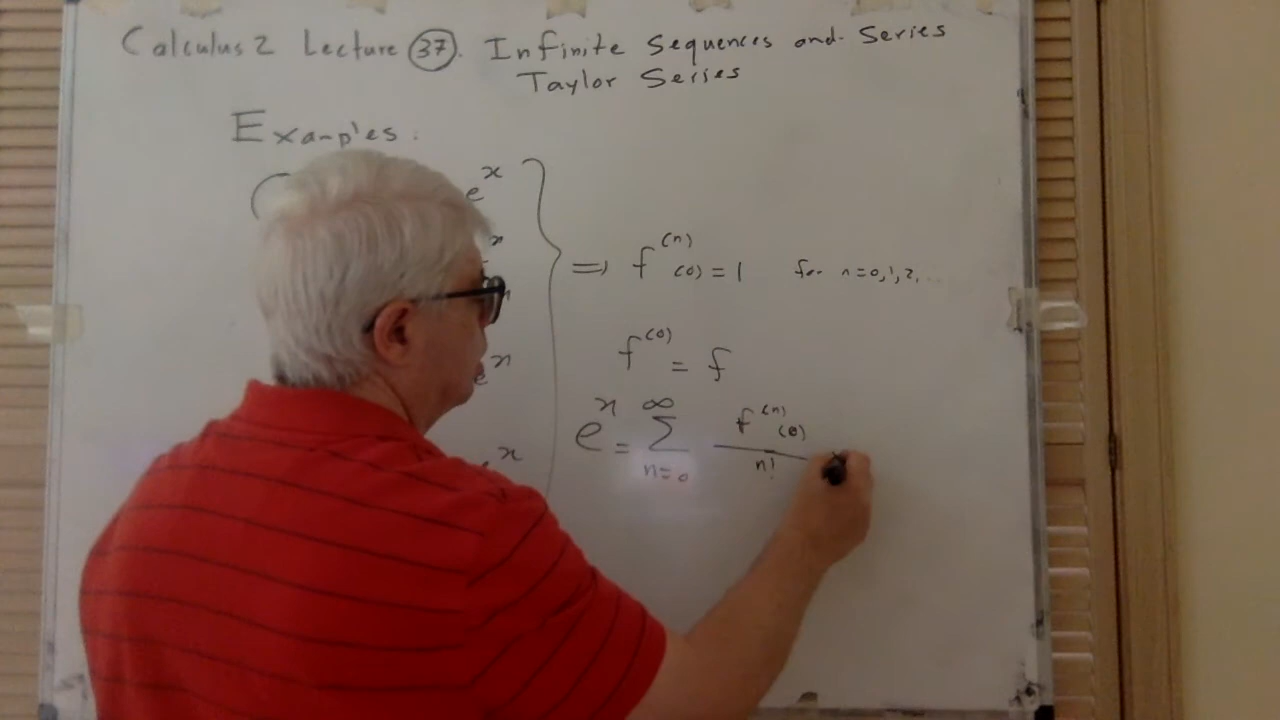 Calculus 2 Lecture 37. Infinite Sequences and Series
Taylor Series
Examples.
e^x
⇒ f^(n)(0) = 1 for n=0,1,2,...
e^x
f^(0) = f
e^x = ∑_{n=0}^∞ f^(n)(0) / n!
x